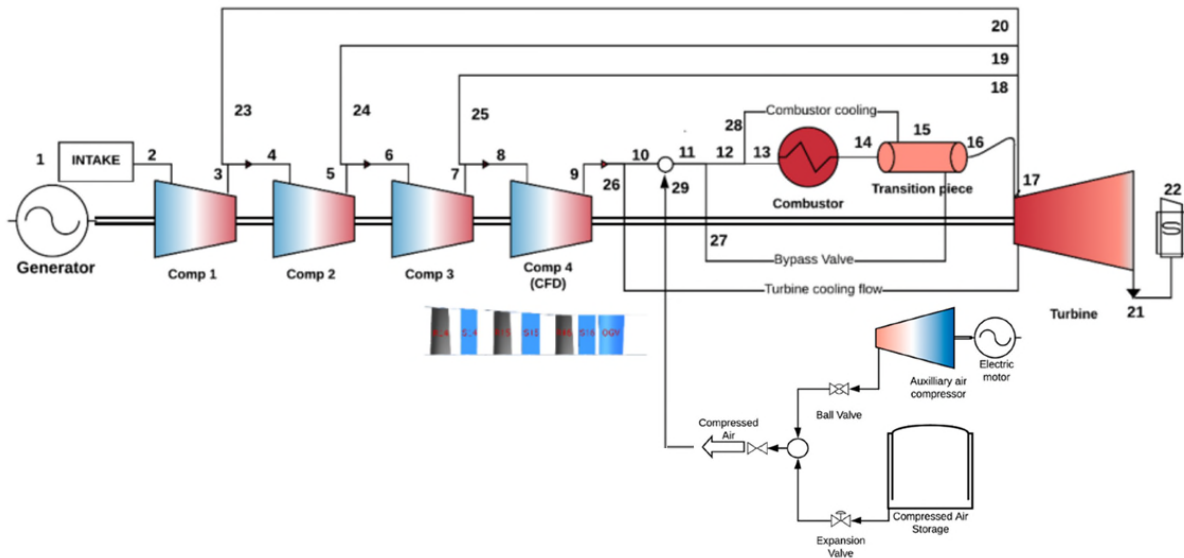 20
19
18
23
24
25
1
INTAKE
2
3
4
5
6
7
8
9
10
26
11
29
12
28
Combustor cooling
13
14
15
16
Transition piece
Combustor
17
22
S
Generator
Comp 1
Comp 2
Comp 3
Comp 4
(CFD)
27
Bypass Valve
Turbine cooling flow
Turbine
21
S15
S16
OGV
Auxilliary air
compressor
Electric
motor
Ball Valve
Compressed
Air
Compressed Air
Storage
Expansion
Valve